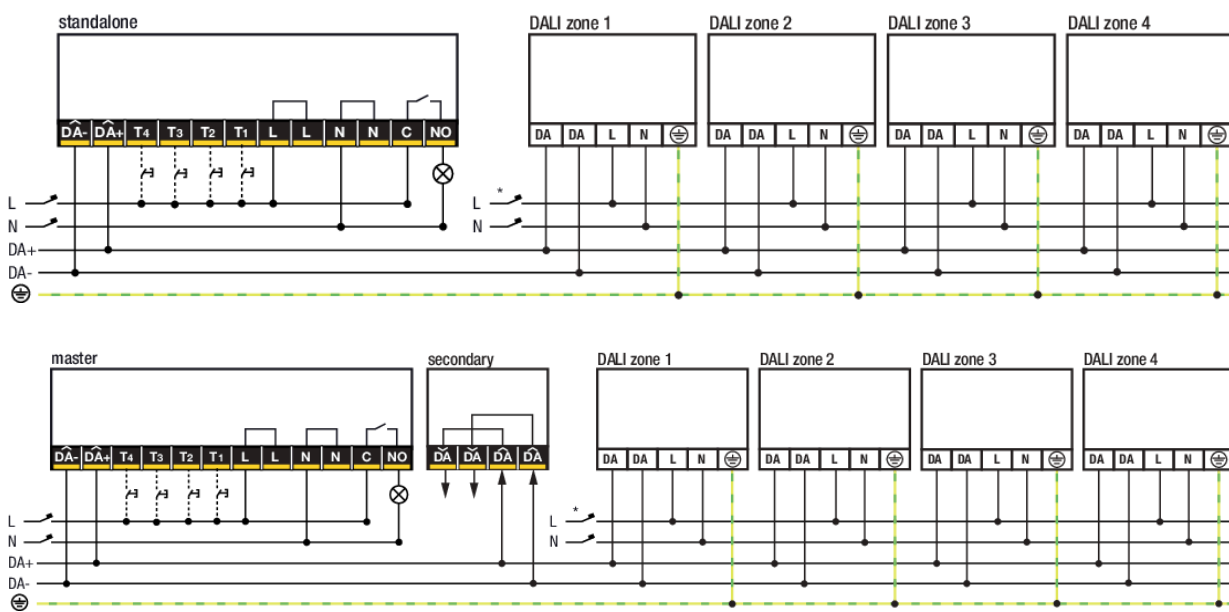 standalone DALI zone 1 DALI zone 2 DALI zone 3 DALI zone 4
DA- DA+ T4 T3 T2 T1 L L N N C NO DA DA L N DA DA L N DA DA L N DA DA L N
L * L
N N
DA+
DA-
master secondary DALI zone 1 DALI zone 2 DALI zone 3 DALI zone 4
DA- DA+ T4 T3 T2 T1 L L N N C NO DA DA DA DA DA DA L N DA DA L N DA DA L N DA DA L N
L * L
N N
DA+
DA-